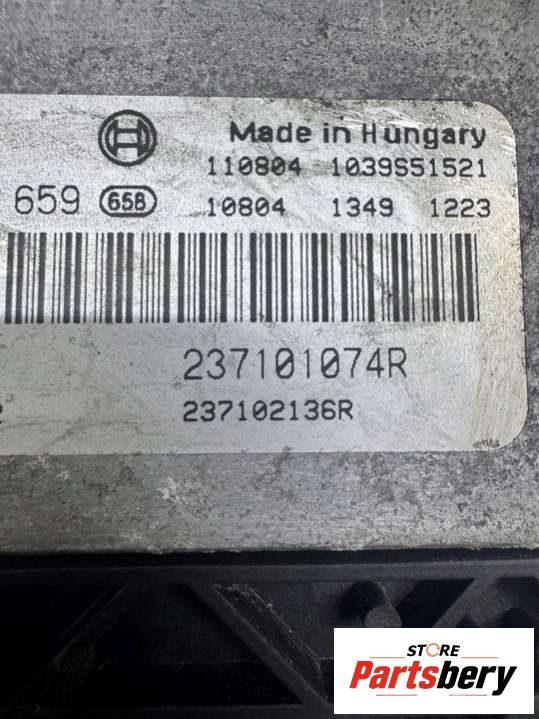 Made in Hungary
110804 1039S51521
659 658 10804 1349 1223
237101074R
237102136R
STORE
Partsbery